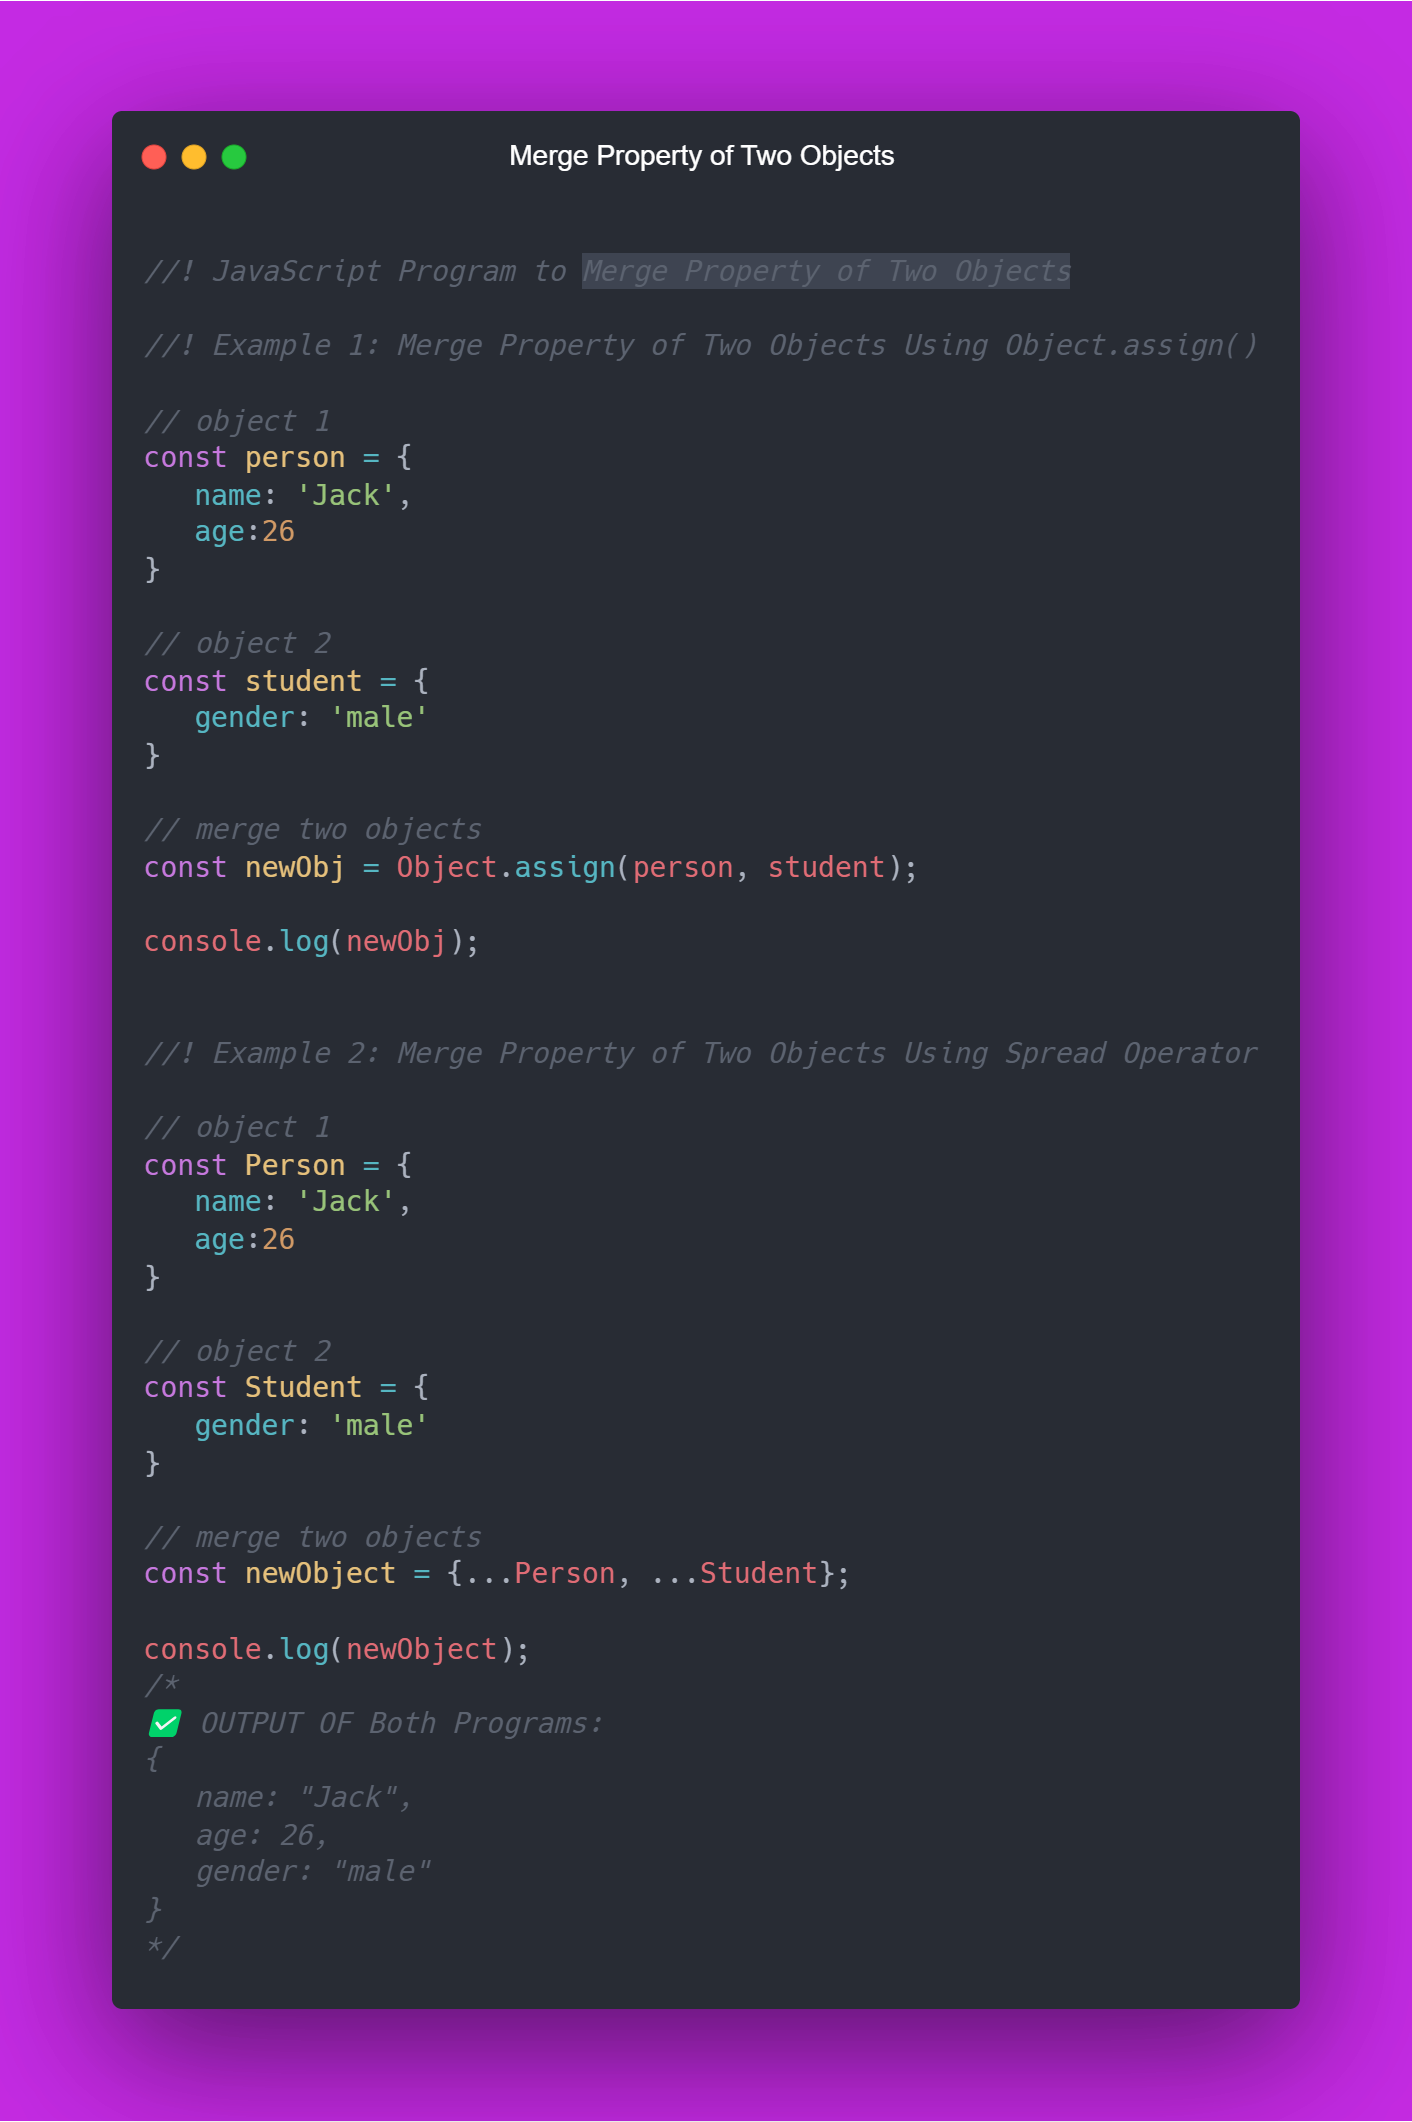 Merge Property of Two Objects
//! JavaScript Program to Merge Property of Two Objects
//! Example 1: Merge Property of Two Objects Using Object.assign()
// object 1
const person = {
   name: 'Jack',
   age:26
}
// object 2
const student = {
   gender: 'male'
}
// merge two objects
const newObj = Object.assign(person, student);
console.log(newObj);
//! Example 2: Merge Property of Two Objects Using Spread Operator
// object 1
const Person = {
   name: 'Jack',
   age:26
}
// object 2
const Student = {
   gender: 'male'
}
// merge two objects
const newObject = {...Person, ...Student};
console.log(newObject);
/*
✅ OUTPUT OF Both Programs:
{
   name: "Jack",
   age: 26,
   gender: "male"
}
*/